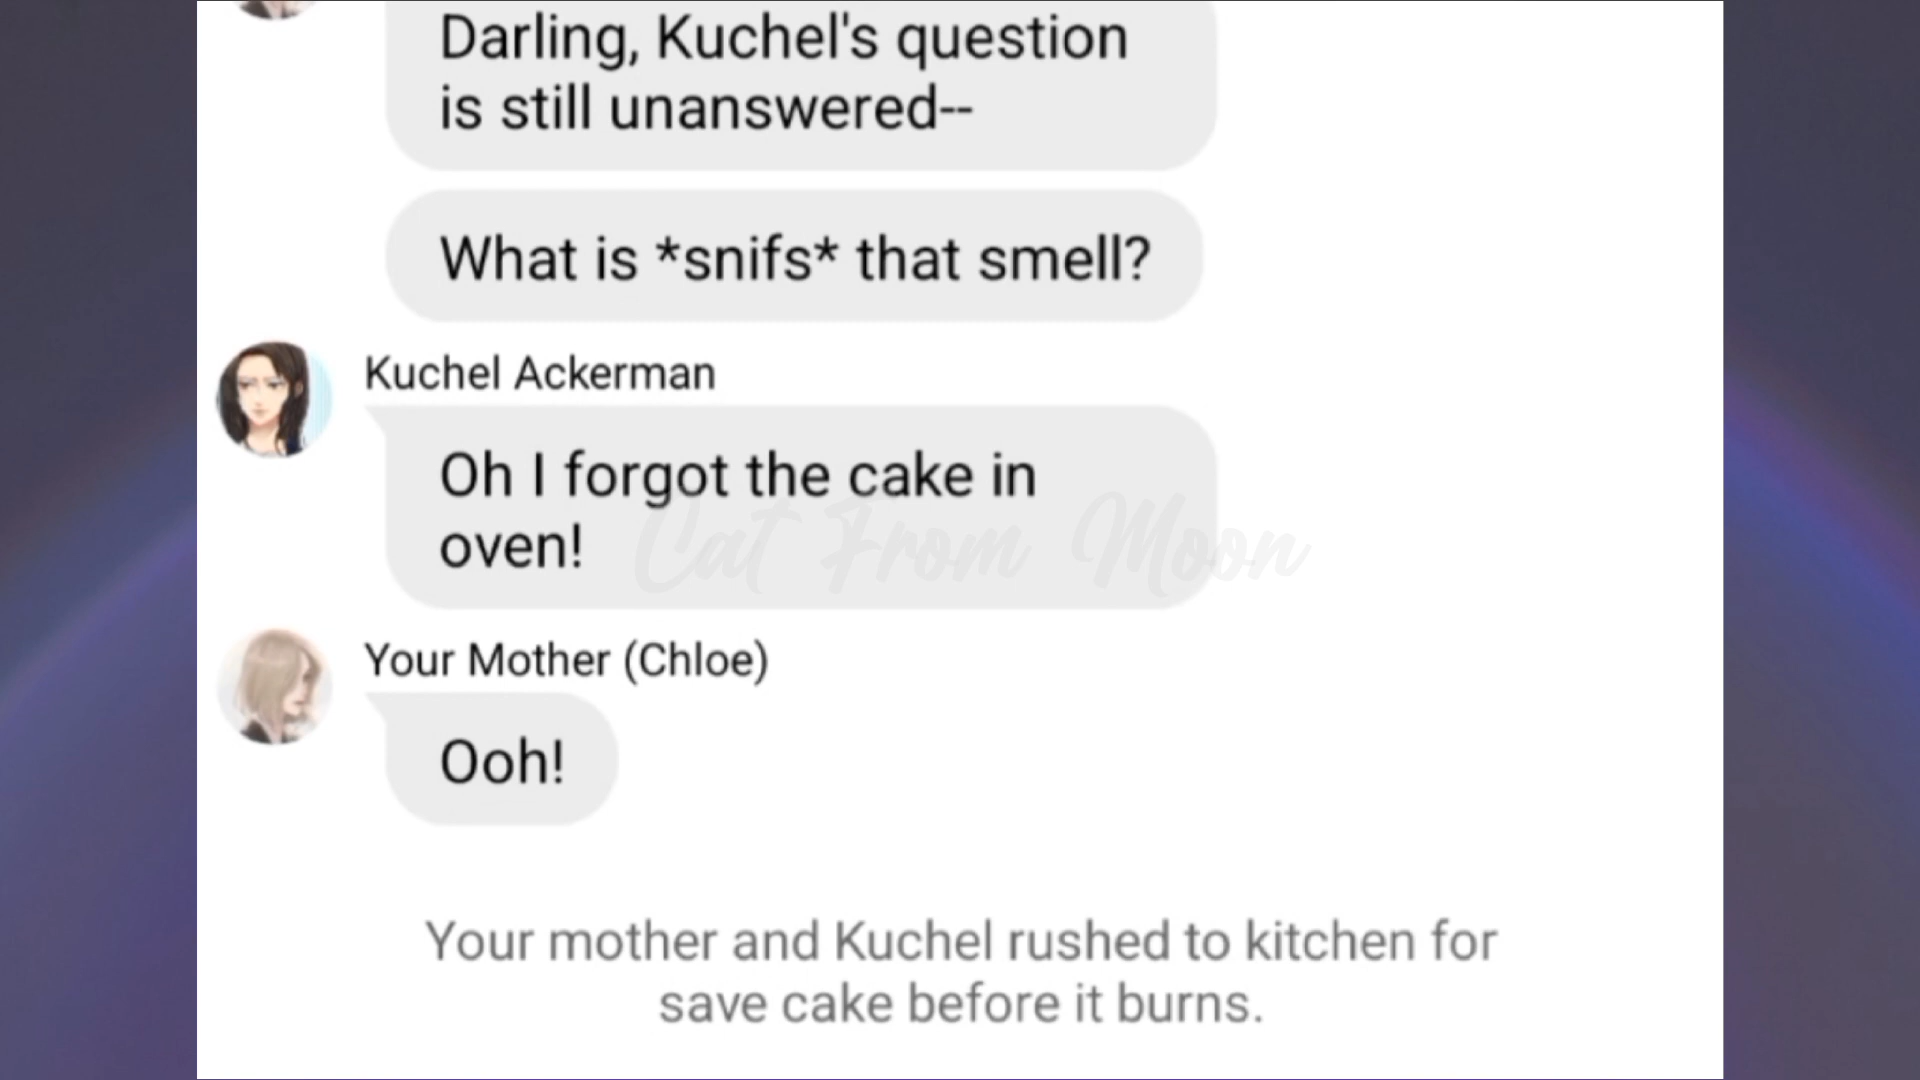 Darling, Kuchel's question
is still unanswered--
What is *snifs* that smell?
Kuchel Ackerman
Oh I forgot the cake in
oven!
Cat From Moon
Your Mother (Chloe)
Ooh!
Your mother and Kuchel rushed to kitchen for
save cake before it burns.